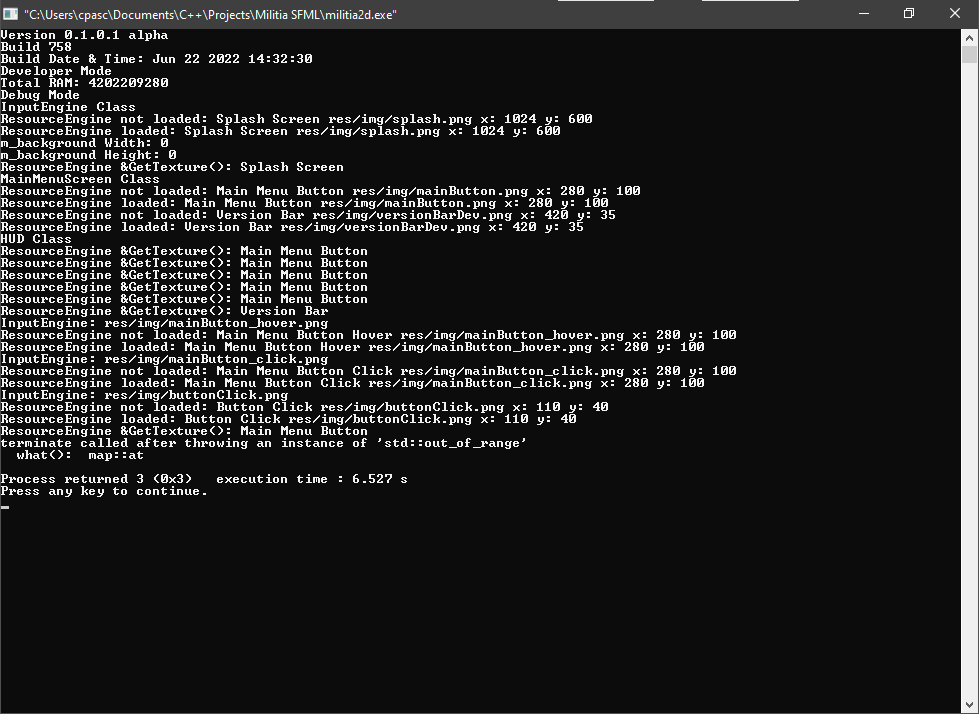 "C:\Users\cpasc\Documents\C++\Projects\Militia SFML\militia2d.exe"
Version 0.1.0.1 alpha
Build 758
Build Date & Time: Jun 22 2022 14:32:30
Developer Mode
Total RAM: 4202209280
Debug Mode
InputEngine Class
ResourceEngine not loaded: Splash Screen res/img/splash.png x: 1024 y: 600
ResourceEngine loaded: Splash Screen res/img/splash.png x: 1024 y: 600
m_background Width: 0
m_background Height: 0
ResourceEngine &GetTexture(): Splash Screen
MainMenuScreen Class
ResourceEngine not loaded: Main Menu Button res/img/mainButton.png x: 280 y: 100
ResourceEngine loaded: Main Menu Button res/img/mainButton.png x: 280 y: 100
ResourceEngine not loaded: Version Bar res/img/versionBarDev.png x: 420 y: 35
ResourceEngine loaded: Version Bar res/img/versionBarDev.png x: 420 y: 35
HUD Class
ResourceEngine &GetTexture(): Main Menu Button
ResourceEngine &GetTexture(): Main Menu Button
ResourceEngine &GetTexture(): Main Menu Button
ResourceEngine &GetTexture(): Main Menu Button
ResourceEngine &GetTexture(): Main Menu Button
ResourceEngine &GetTexture(): Version Bar
InputEngine: res/img/mainButton_hover.png
ResourceEngine not loaded: Main Menu Button Hover res/img/mainButton_hover.png x: 280 y: 100
ResourceEngine loaded: Main Menu Button Hover res/img/mainButton_hover.png x: 280 y: 100
InputEngine: res/img/mainButton_click.png
ResourceEngine not loaded: Main Menu Button Click res/img/mainButton_click.png x: 280 y: 100
ResourceEngine loaded: Main Menu Button Click res/img/mainButton_click.png x: 280 y: 100
InputEngine: res/img/buttonClick.png
ResourceEngine not loaded: Button Click res/img/buttonClick.png x: 110 y: 40
ResourceEngine loaded: Button Click res/img/buttonClick.png x: 110 y: 40
ResourceEngine &GetTexture(): Main Menu Button
terminate called after throwing an instance of 'std::out_of_range'
  what():  map::at
Process returned 3 (0x3)   execution time : 6.527 s
Press any key to continue.